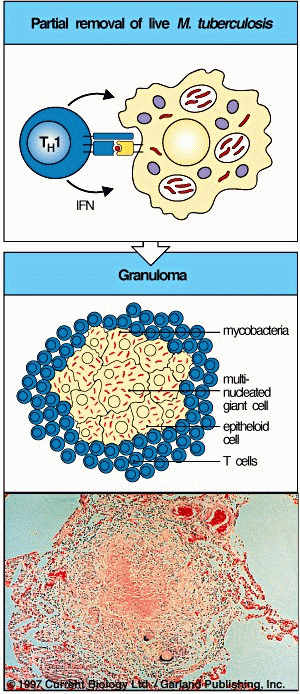 Partial removal of live M. tuberculosis
TH1
IFN
Granuloma
mycobacteria
multi-
nucleated
giant cell
epitheloid
cell
T cells
© 1997 Current Biology Ltd. / Garland Publishing, Inc.